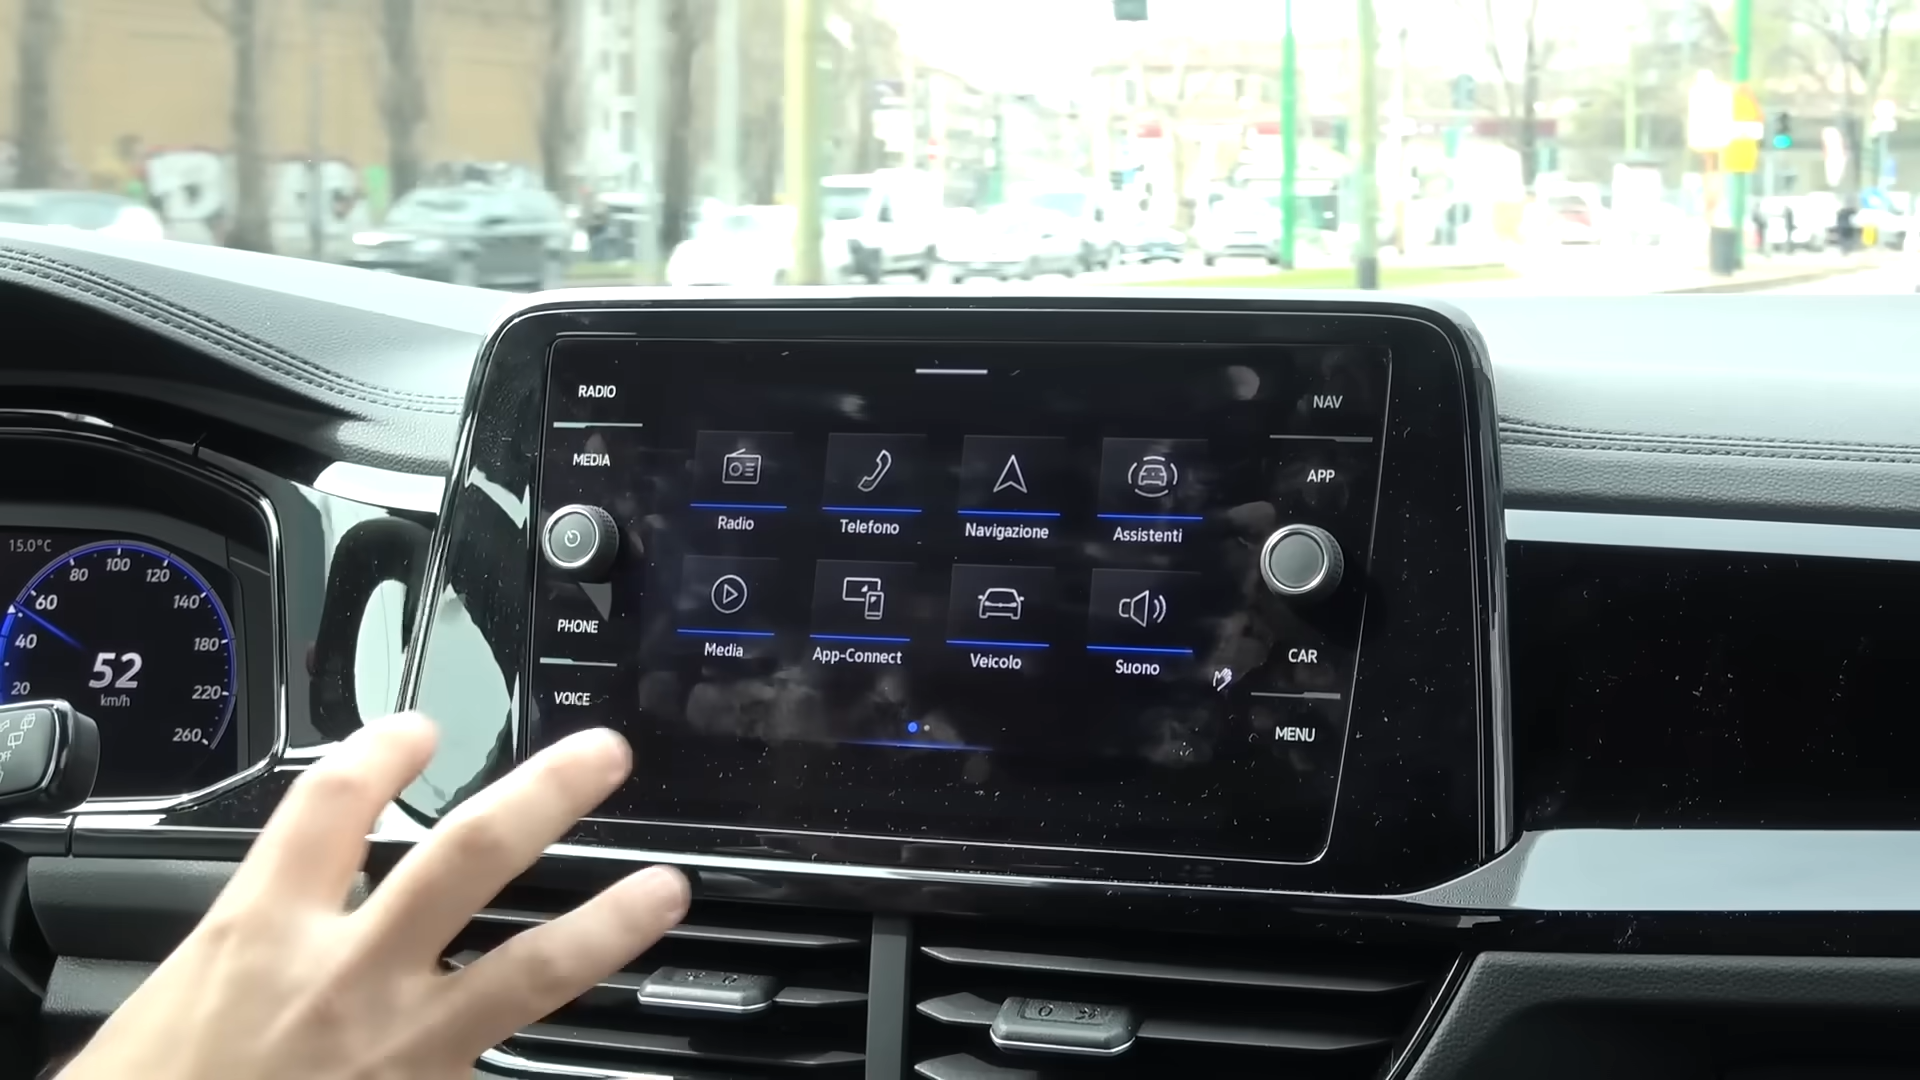 RADIO
MEDIA
PHONE
VOICE
NAV
APP
CAR
MENU
Radio
Telefono
Navigazione
Assistenti
Media
App-Connect
Veicolo
Suono
15.0°C
20
40
60
80
100
120
140
180
220
260
52
km/h
OFF